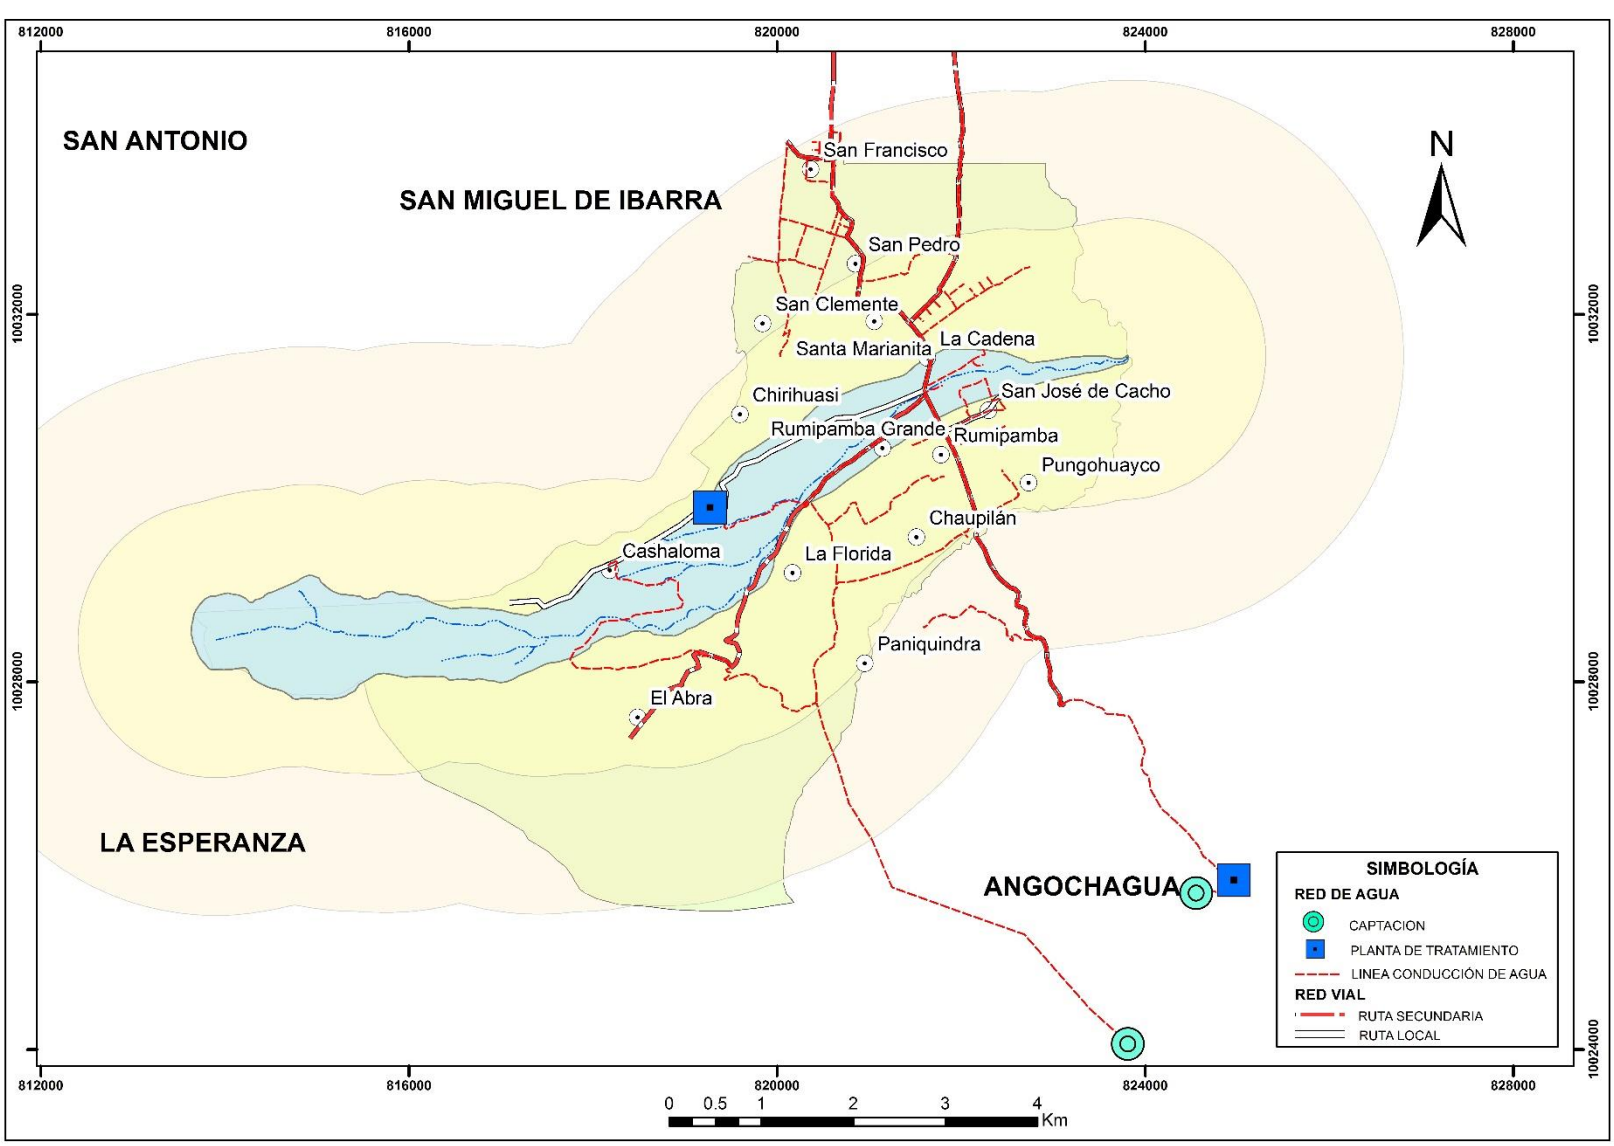 812000
816000
820000
824000
828000
SAN ANTONIO
SAN MIGUEL DE IBARRA
San Francisco
N
San Pedro
10032000
San Clemente
10032000
Santa Marianita
La Cadena
Chirihuasi
San José de Cacho
Rumipamba Grande
Rumipamba
Pungohuayco
Chaupilán
Cashaloma
La Florida
Paniquindra
10028000
10028000
El Abra
LA ESPERANZA
ANGOCHAGUA
SIMBOLOGÍA
RED DE AGUA
CAPTACION
PLANTA DE TRATAMIENTO
LINEA CONDUCCIÓN DE AGUA
RED VIAL
RUTA SECUNDARIA
RUTA LOCAL
10024000
812000
816000
820000
824000
828000
0 0.5 1 2 3 4
Km